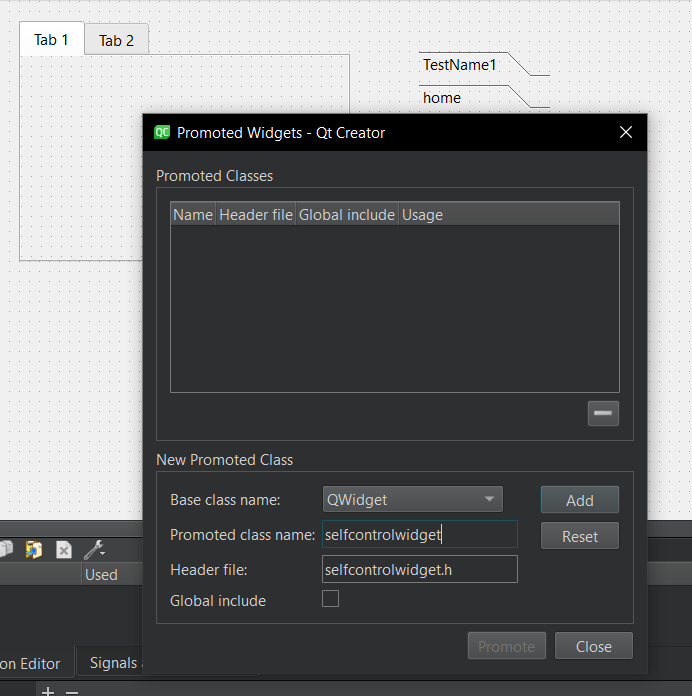 Tab 1
Tab 2
TestName1
home
QC Promoted Widgets - Qt Creator
Promoted Classes
Name Header file Global include Usage
New Promoted Class
Base class name: QWidget Add
Promoted class name: selfcontrolwidget Reset
Header file: selfcontrolwidget.h
Global include
Promote Close
Used
on Editor
Signals